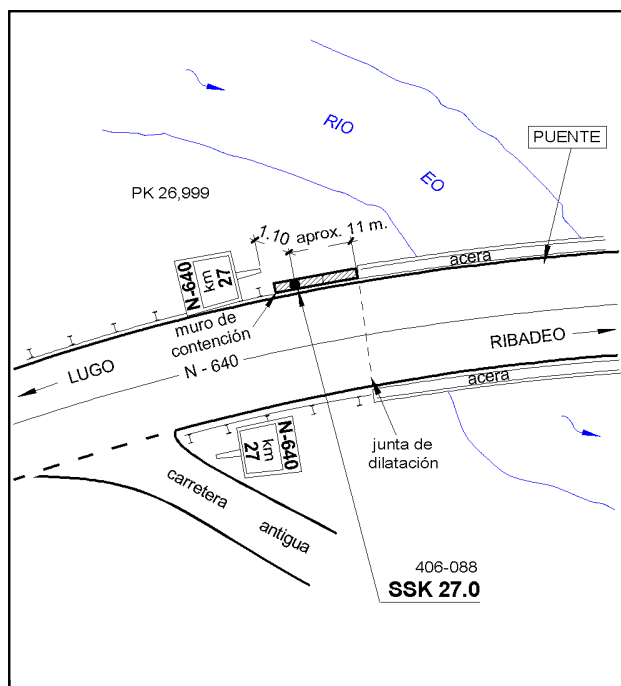 RIO
EO
PUENTE
PK 26,999
1.10 aprox. 11 m.
acera
N-640
km
27
muro de
contención
LUGO
N - 640
RIBADEO
acera
N-640
km
27
junta de
dilatación
carretera
antigua
406-088
SSK 27.0